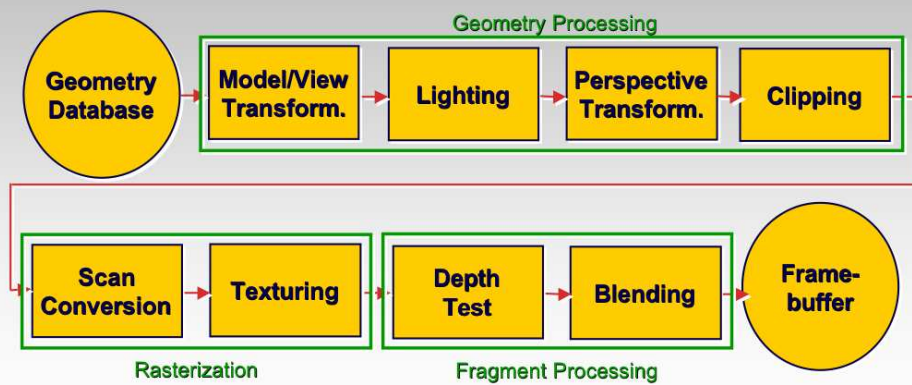 Geometry Processing
Geometry
Database
Model/View
Transform.
Lighting
Perspective
Transform.
Clipping
Scan
Conversion
Texturing
Depth
Test
Blending
Frame-
buffer
Rasterization
Fragment Processing